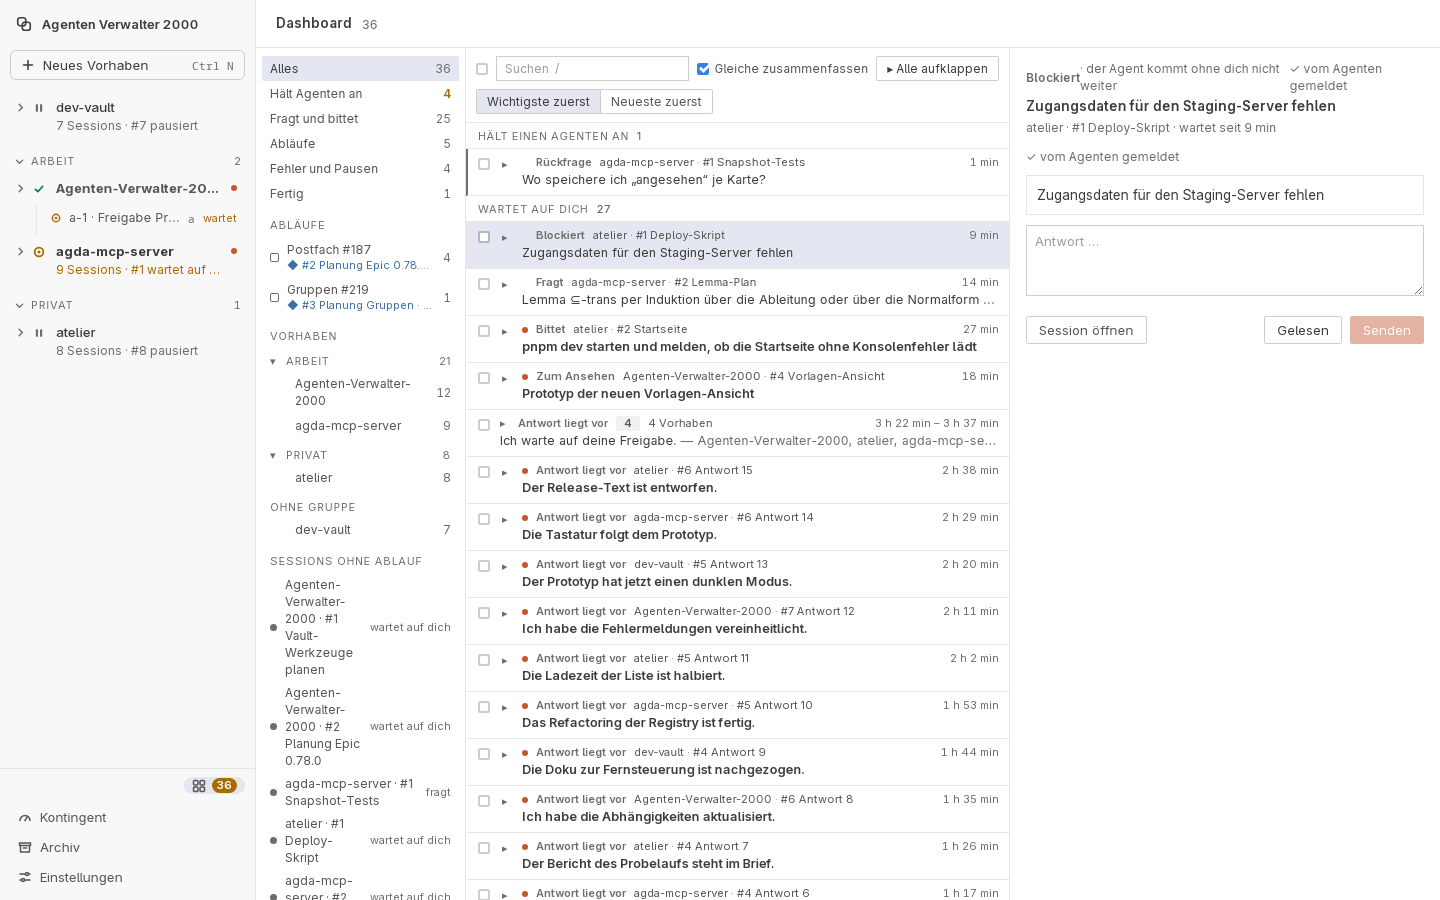 Agenten Verwalter 2000
Neues Vorhaben Ctrl N
dev-vault
7 Sessions · #7 pausiert
ARBEIT 2
Agenten-Verwalter-20…
a-1 · Freigabe Pr… a wartet
agda-mcp-server
9 Sessions · #1 wartet auf …
PRIVAT 1
atelier
8 Sessions · #8 pausiert
36
Kontingent
Archiv
Einstellungen
Dashboard 36
Alles 36
Hält Agenten an 4
Fragt und bittet 25
Abläufe 5
Fehler und Pausen 4
Fertig 1
ABLÄUFE
Postfach #187 4
◆ #2 Planung Epic 0.78.…
Gruppen #219 1
◆ #3 Planung Gruppen · …
VORHABEN
▾ ARBEIT 21
Agenten-Verwalter-
2000 12
agda-mcp-server 9
▾ PRIVAT 8
atelier 8
OHNE GRUPPE
dev-vault 7
SESSIONS OHNE ABLAUF
Agenten-
Verwalter-
2000 · #1
Vault-
Werkzeuge
planen
wartet auf dich
Agenten-
Verwalter-
2000 · #2
Planung Epic
0.78.0
wartet auf dich
agda-mcp-server · #1
Snapshot-Tests
fragt
atelier · #1
Deploy-
Skript
wartet auf dich
agda-mcp-
server · #2
wartet auf dich
Suchen /
Gleiche zusammenfassen
▸ Alle aufklappen
Wichtigste zuerst Neueste zuerst
HÄLT EINEN AGENTEN AN 1
▸ Rückfrage agda-mcp-server · #1 Snapshot-Tests 1 min
Wo speichere ich „angesehen“ je Karte?
WARTET AUF DICH 27
▸ Blockiert atelier · #1 Deploy-Skript 9 min
Zugangsdaten für den Staging-Server fehlen
▸ Fragt agda-mcp-server · #2 Lemma-Plan 14 min
Lemma ⊆-trans per Induktion über die Ableitung oder über die Normalform …
▸ Bittet atelier · #2 Startseite 27 min
pnpm dev starten und melden, ob die Startseite ohne Konsolenfehler lädt
▸ Zum Ansehen Agenten-Verwalter-2000 · #4 Vorlagen-Ansicht 18 min
Prototyp der neuen Vorlagen-Ansicht
▸ Antwort liegt vor 4 4 Vorhaben 3 h 22 min – 3 h 37 min
Ich warte auf deine Freigabe. — Agenten-Verwalter-2000, atelier, agda-mcp-se…
▸ Antwort liegt vor atelier · #6 Antwort 15 2 h 38 min
Der Release-Text ist entworfen.
▸ Antwort liegt vor agda-mcp-server · #6 Antwort 14 2 h 29 min
Die Tastatur folgt dem Prototyp.
▸ Antwort liegt vor dev-vault · #5 Antwort 13 2 h 20 min
Der Prototyp hat jetzt einen dunklen Modus.
▸ Antwort liegt vor Agenten-Verwalter-2000 · #7 Antwort 12 2 h 11 min
Ich habe die Fehlermeldungen vereinheitlicht.
▸ Antwort liegt vor atelier · #5 Antwort 11 2 h 2 min
Die Ladezeit der Liste ist halbiert.
▸ Antwort liegt vor agda-mcp-server · #5 Antwort 10 1 h 53 min
Das Refactoring der Registry ist fertig.
▸ Antwort liegt vor dev-vault · #4 Antwort 9 1 h 44 min
Die Doku zur Fernsteuerung ist nachgezogen.
▸ Antwort liegt vor Agenten-Verwalter-2000 · #6 Antwort 8 1 h 35 min
Ich habe die Abhängigkeiten aktualisiert.
▸ Antwort liegt vor atelier · #4 Antwort 7 1 h 26 min
Der Bericht des Probelaufs steht im Brief.
▸ Antwort liegt vor agda-mcp-server · #4 Antwort 6 1 h 17 min
Blockiert · der Agent kommt ohne dich nicht weiter ✓ vom Agenten gemeldet
Zugangsdaten für den Staging-Server fehlen
atelier · #1 Deploy-Skript · wartet seit 9 min
✓ vom Agenten gemeldet
Zugangsdaten für den Staging-Server fehlen
Antwort …
Session öffnen Gelesen Senden